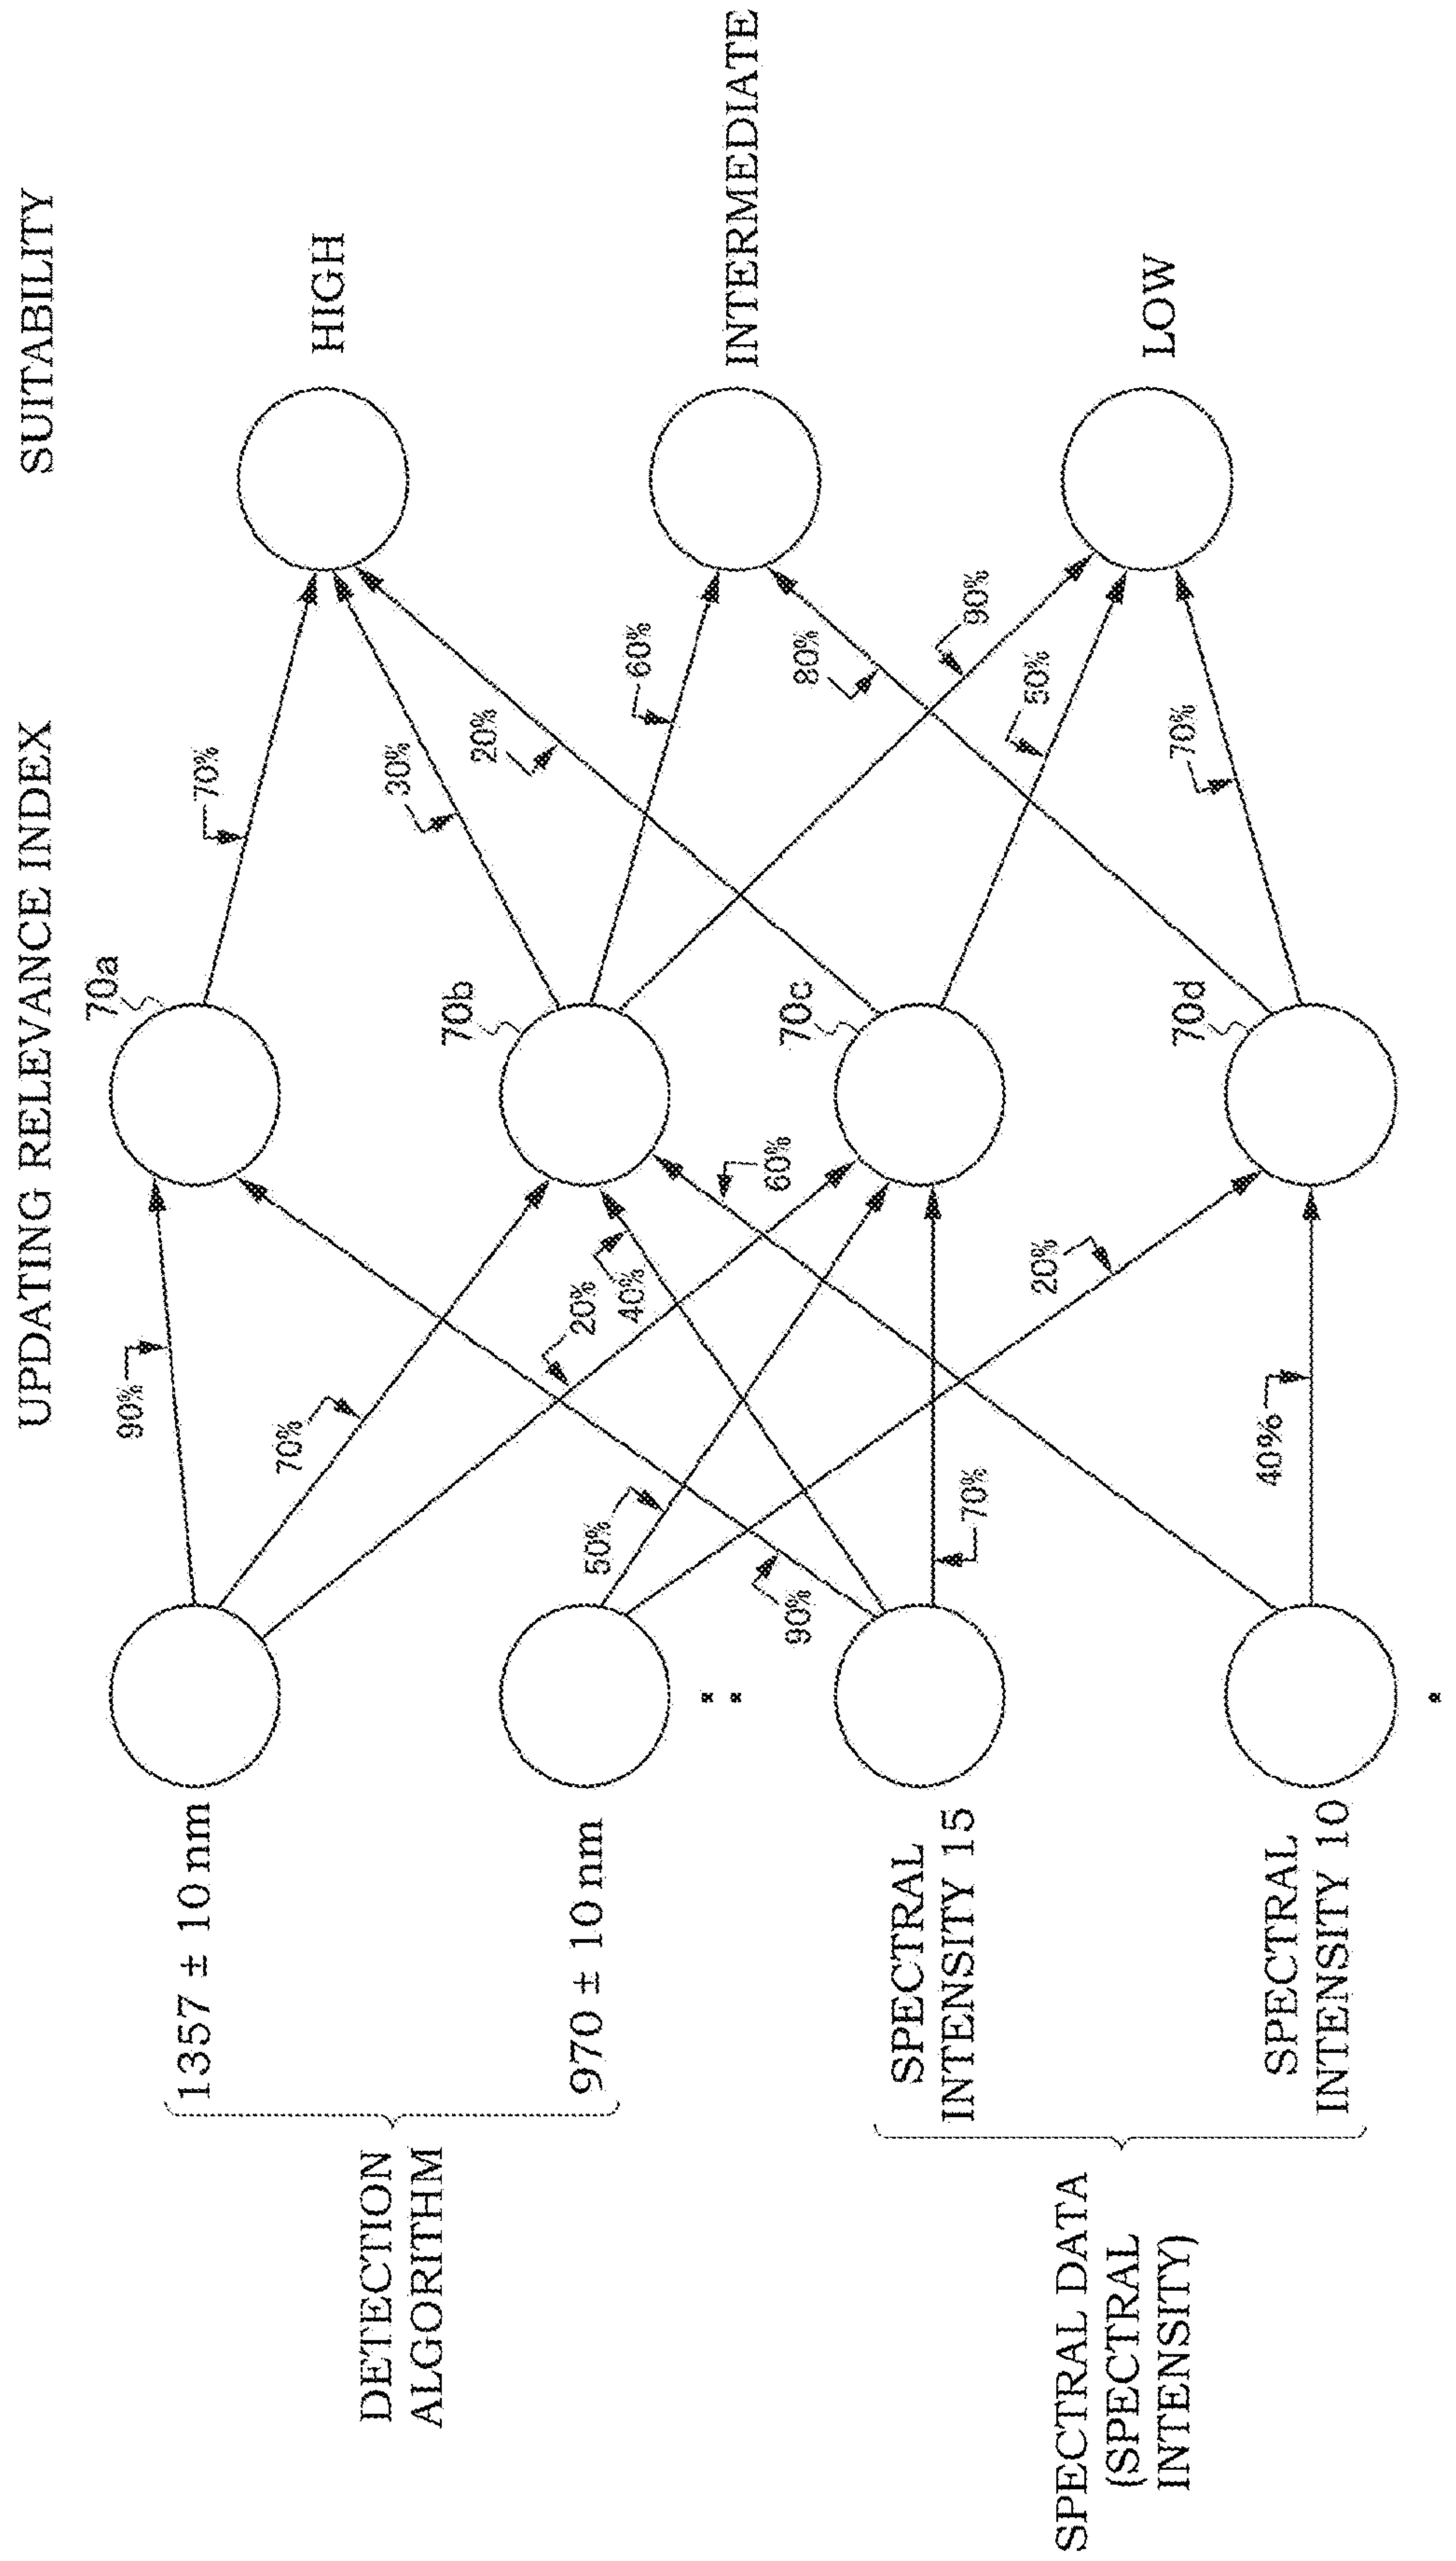 UPDATING RELEVANCE INDEX
SUITABILITY
DETECTION
ALGORITHM
1357 ± 10 nm
970 ± 10 nm
SPECTRAL DATA
(SPECTRAL
INTENSITY)
SPECTRAL
INTENSITY 15
SPECTRAL
INTENSITY 10
90%
70%
20%
40%
50%
90%
60%
70%
20%
40%
70a
70b
70c
70d
70%
30%
20%
60%
80%
90%
50%
70%
HIGH
INTERMEDIATE
LOW